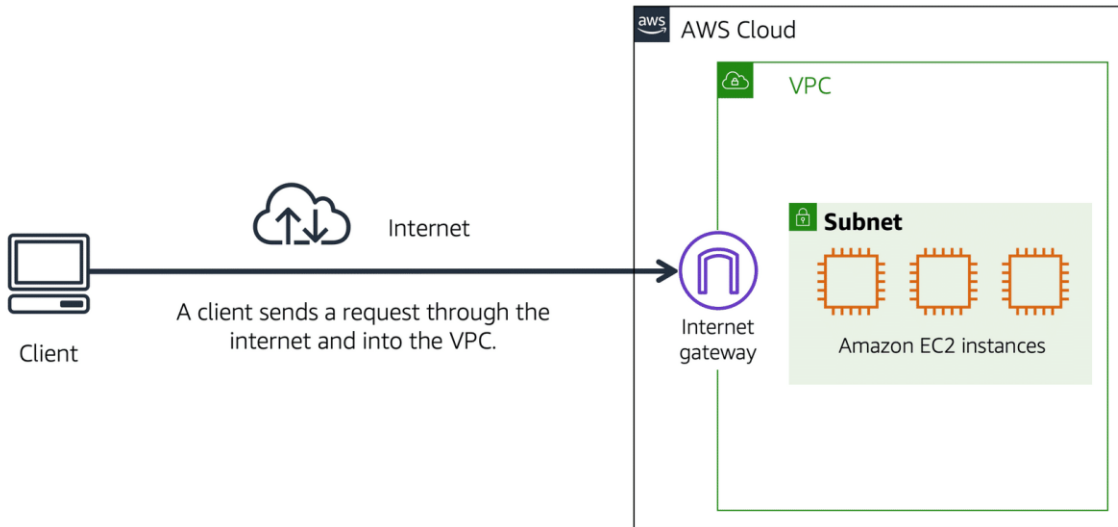 aws
AWS Cloud
VPC
Internet
Subnet
A client sends a request through the
internet and into the VPC.
Client
Internet
gateway
Amazon EC2 instances